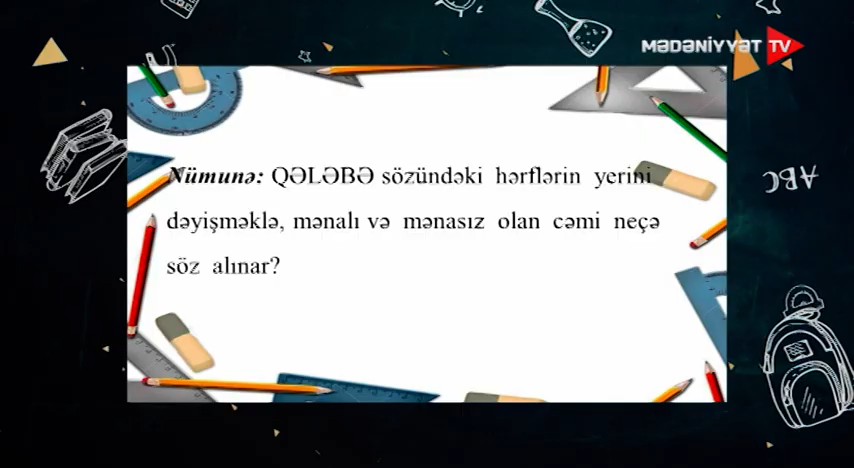 MƏDƏNİYYƏT TV
Nümunə: QƏLƏBƏ sözündəki hərflərin yerini
dəyişməklə, mənalı və mənasız olan cəmi neçə
söz alınar?
ABC